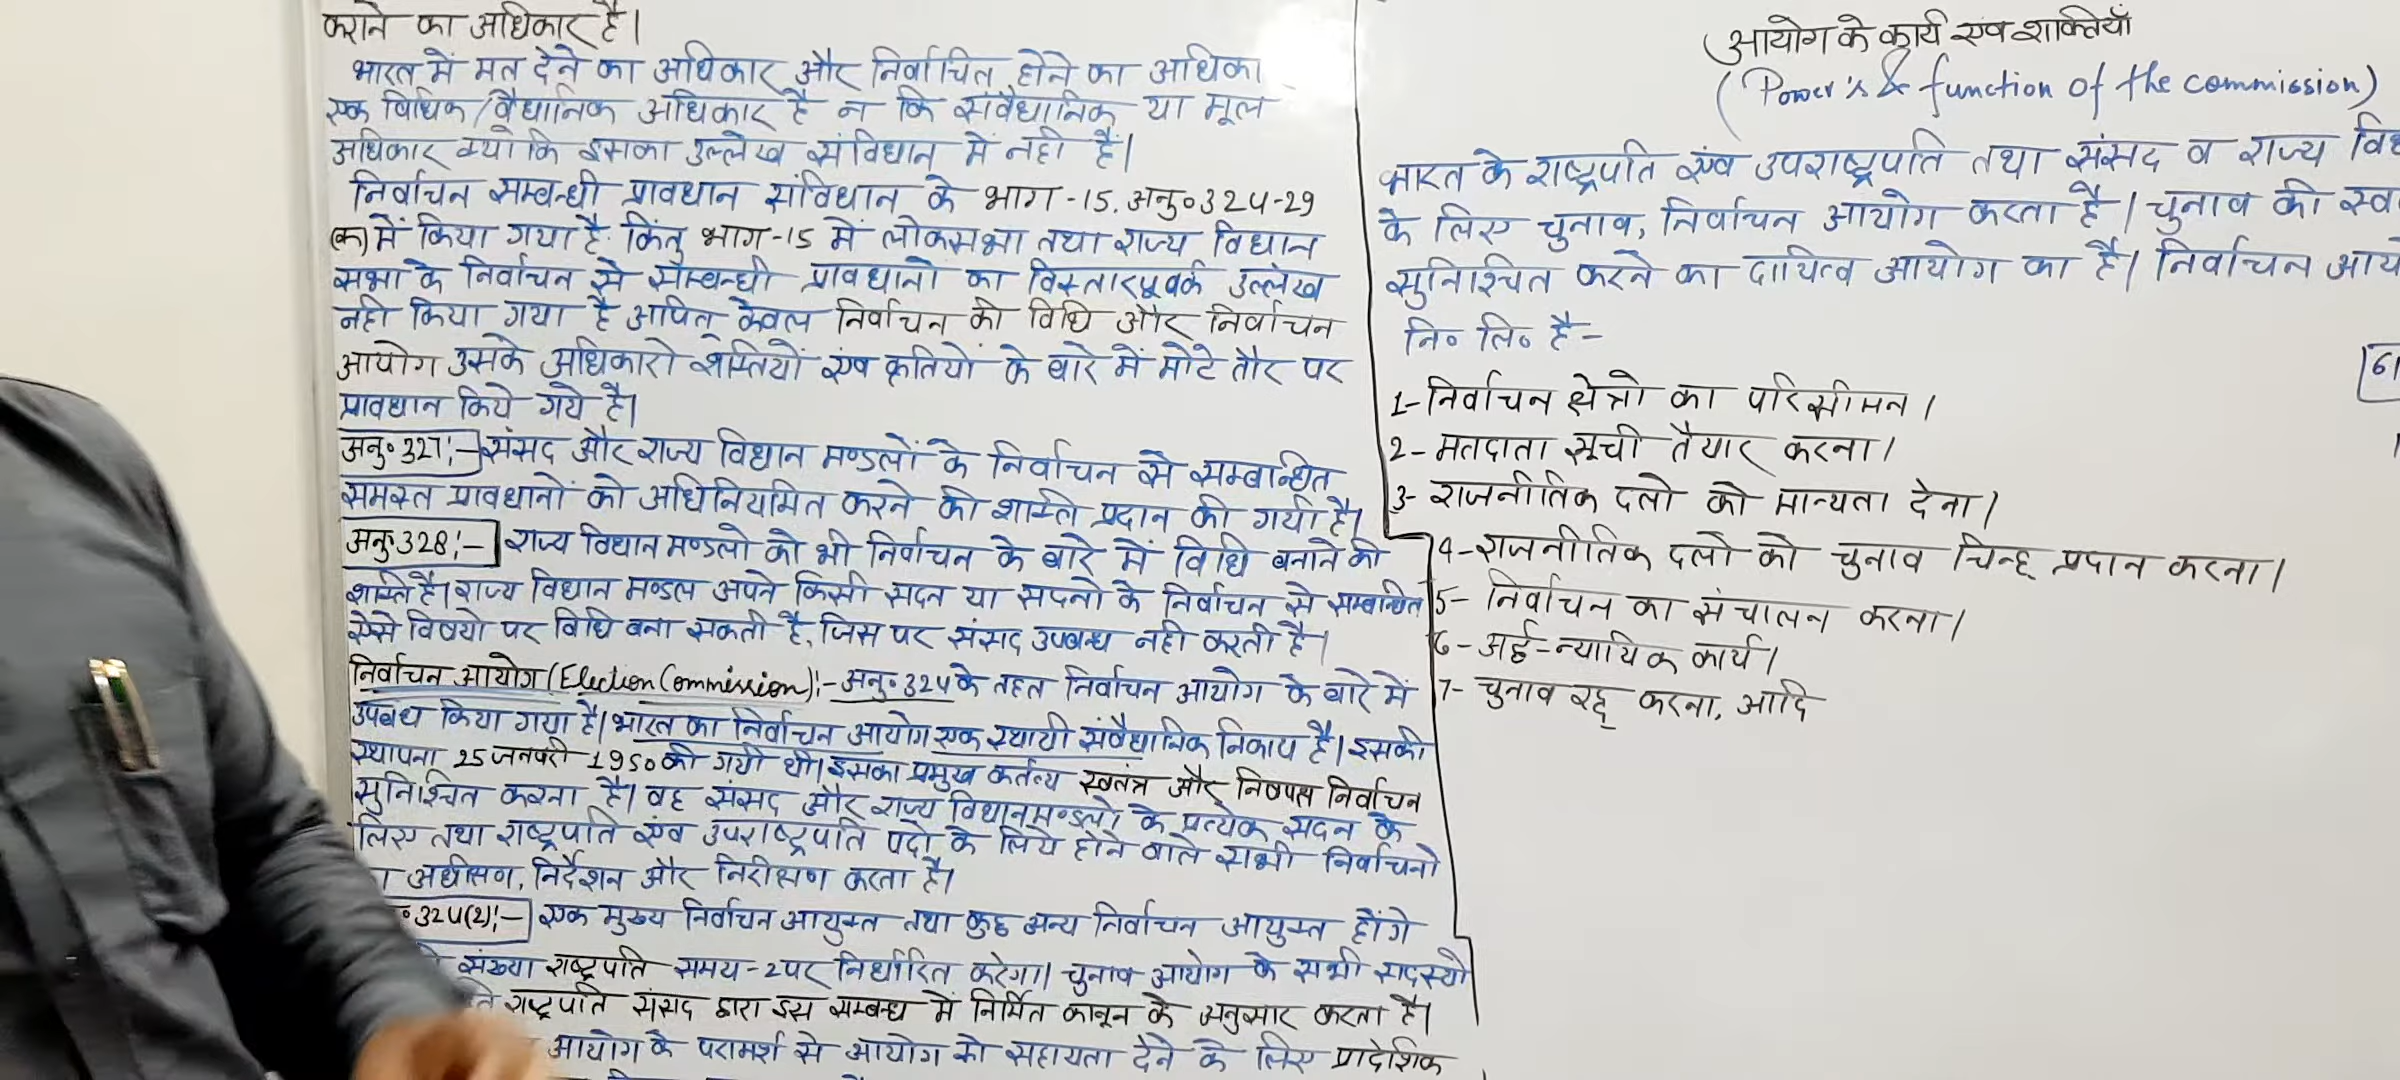 कराने का अधिकार है।
भारत में मत देने का अधिकार और निर्वाचित होने का अधिका
एक विधिक/वैधानिक अधिकार है न कि संवैधानिक या मूल
अधिकार क्योकि इसका उल्लेख संविधान में नही है।
निर्वाचन सम्बन्धी प्रावधान संविधान के भाग-15. अनु॰324-29
(क) में किया गया है. किंतु भाग-15 में लोकसभा तथा राज्य विधान
सभा के निर्वाचन से सम्बन्धी प्रावधानो का विस्तारपूर्वक उल्लेख
नही किया गया है अपितु केवल निर्वाचन की विधि और निर्वाचन
आयोग उसके अधिकारो शक्तियों एंव कृतियों के बारे में मोटे तौर पर
प्रावधान किये गये है।
अनु॰327:- संसद और राज्य विधान मण्डलों के निर्वाचन से सम्बान्धित
समस्त प्रावधानों को अधिनियमित करने की शक्ति प्रदान की गयी है।
अनु॰328:- राज्य विधान मण्डलो को भी निर्वाचन के बारे में विधि बनाने की
शक्ति है। राज्य विधान मण्डल अपने किसी सदन या सदनो के निर्वाचन से सम्बन्धित
ऐसे विषयो पर विधि बना सकती है, जिस पर संसद उपबन्ध नही करती है।
निर्वाचन आयोग (Election Commission):- अनु॰324 के तहत निर्वाचन आयोग के बारे में
उपबंध किया गया है। भारत का निर्वाचन आयोग एक स्थायी संवैधानिक निकाय है। इसकी
स्थापना 25 जनवरी 1950 की गयी थी। इसका प्रमुख कर्तव्य स्वतंत्र और निष्पक्ष निर्वाचन
सुनिश्चित करना है। वह संसद और राज्य विधानमण्डलो के प्रत्येक सदन के
लिए तथा राष्ट्रपति एंव उपराष्ट्रपति पदो के लिये होने वाले सभी निर्वाचनो
अधीक्षण, निर्देशन और निरीक्षण करता है।
324(2):- एक मुख्य निर्वाचन आयुक्त तथा कुछ अन्य निर्वाचन आयुक्त होंगे
संख्या राष्ट्रपति समय-2 पर निर्धारित करेगा। चुनाव आयोग के सभी सदस्यो
राष्ट्रपति संसद द्वारा इस सम्बन्ध में निर्मित कानून के अनुसार करता है।
आयोग के परामर्श से आयोग को सहायता देने के लिए प्रादेशिक
आयोग के कार्य एंव शक्तियाँ
(Power's & function of the commission)
भारत के राष्ट्रपति एंव उपराष्ट्रपति तथा संसद व राज्य विध
के लिए चुनाव, निर्वाचन आयोग करता है। चुनाव की स्व
सुनिश्चित करने का दायित्व आयोग का है। निर्वाचन आयो
नि॰ लि॰ है-
1- निर्वाचन क्षेत्रो का परिसीमन।
2- मतदाता सूची तैयार करना।
3- राजनीतिक दलो को मान्यता देना।
4- राजनीतिक दलो को चुनाव चिन्ह प्रदान करना।
5- निर्वाचन का संचालन करना।
6- अर्द्ध-न्यायिक कार्य।
7- चुनाव रद्द करना, आदि